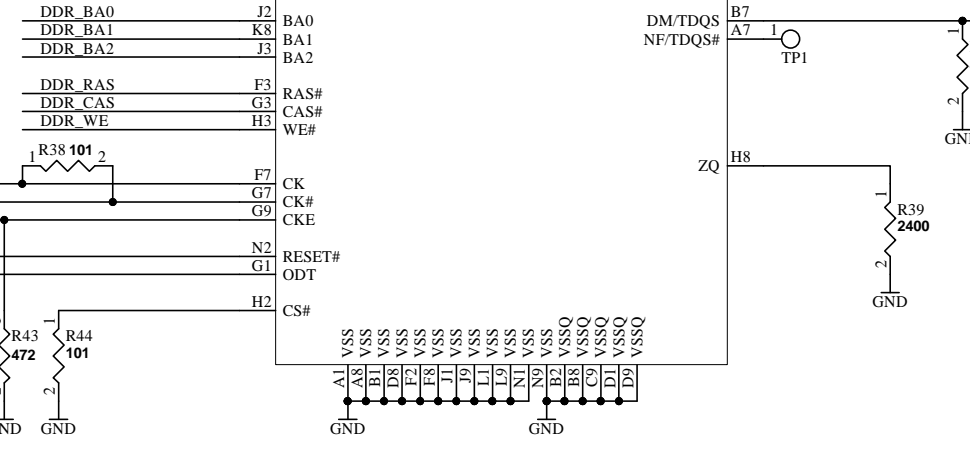 DDR_BA0 J2 BA0
DDR_BA1 K8 BA1
DDR_BA2 J3 BA2
DM/TDQS B7
NF/TDQS# A7 1
TP1
1
2
GND
DDR_RAS F3 RAS#
DDR_CAS G3 CAS#
DDR_WE H3 WE#
1 R38 101 2
F7 CK
G7 CK#
G9 CKE
ZQ H8
1
R39
2400
2
GND
N2 RESET#
G1 ODT
H2 CS#
R43
472
1
R44
101
2
GND
VSS VSS VSS VSS VSS VSS VSS VSS VSS VSS VSS VSS VSSQ VSSQ VSSQ VSSQ VSSQ
A1 A8 B1 D8 F2 F8 J1 J9 L1 L9 N1 N9 B2 B8 C9 D1 D9
GND
GND